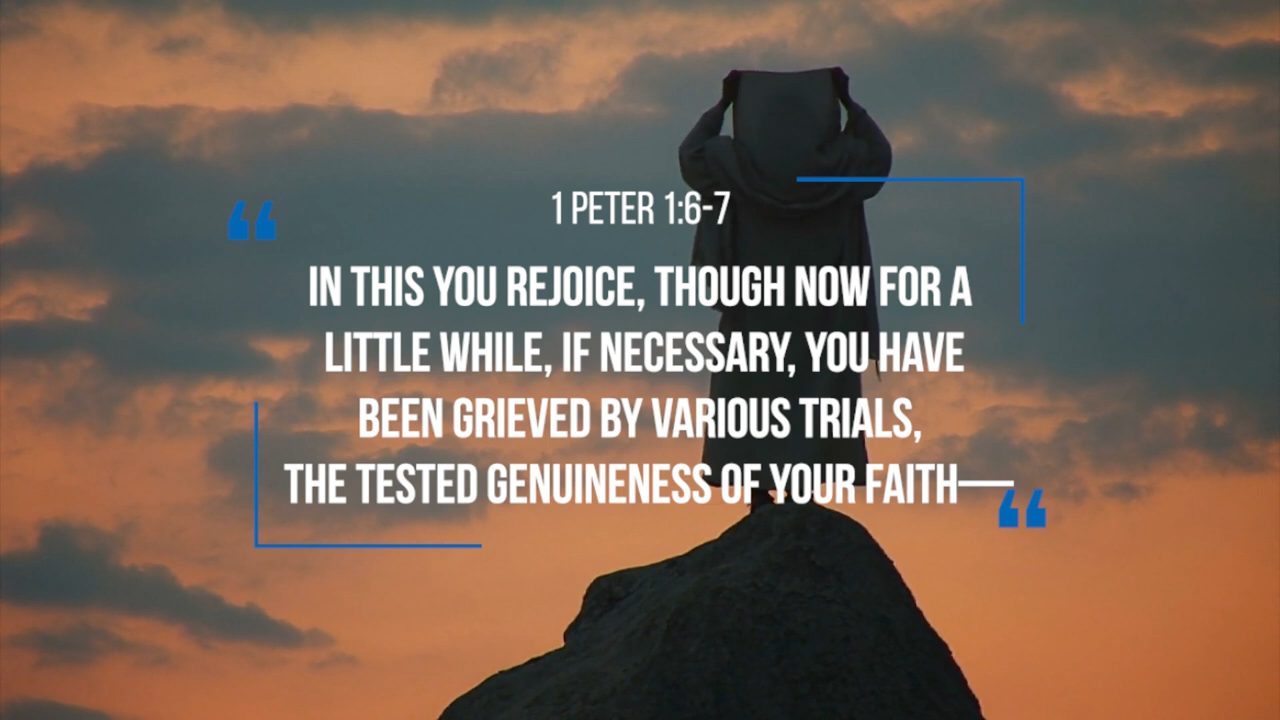 1 PETER 1:6-7
“
IN THIS YOU REJOICE, THOUGH NOW FOR A
LITTLE WHILE, IF NECESSARY, YOU HAVE
BEEN GRIEVED BY VARIOUS TRIALS,
THE TESTED GENUINENESS OF YOUR FAITH—
“